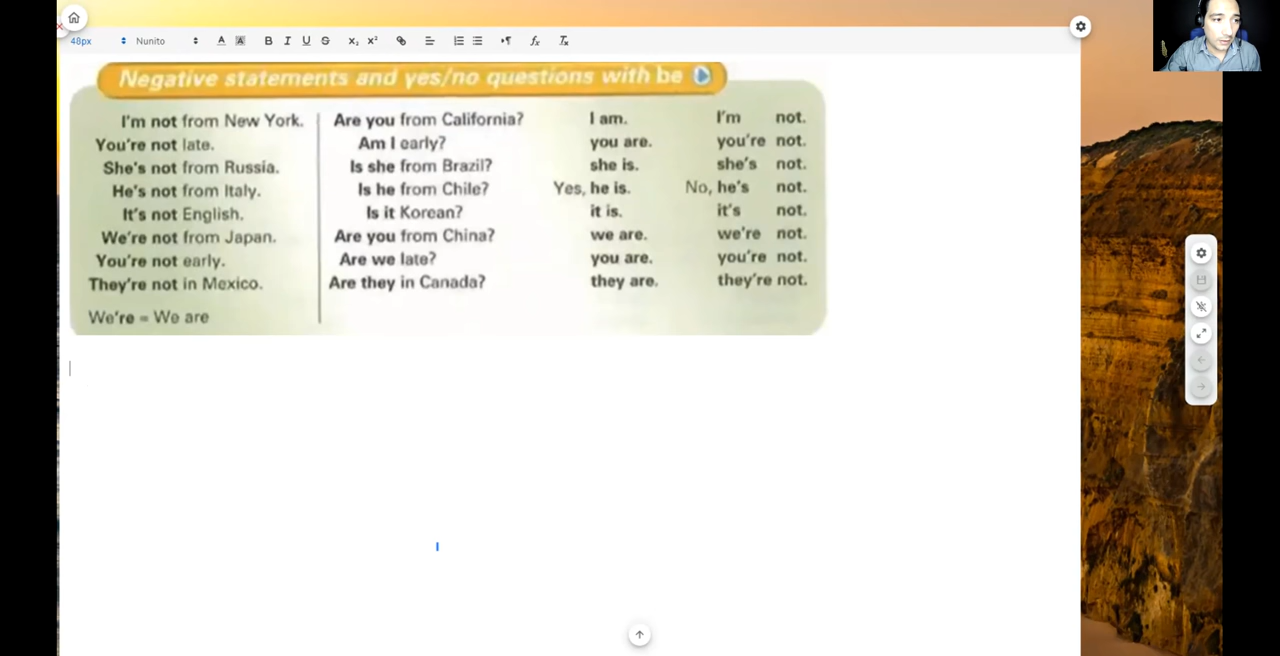 48px Nunito
Negative statements and yes/no questions with be
I'm not from New York. Are you from California? I am. I'm not.
You're not late. Am I early? you are. you're not.
She's not from Russia. Is she from Brazil? she is. she's not.
He's not from Italy. Is he from Chile? Yes, he is. No, he's not.
It's not English. Is it Korean? it is. it's not.
We're not from Japan. Are you from China? we are. we're not.
You're not early. Are we late? you are. you're not.
They're not in Mexico. Are they in Canada? they are. they're not.
We're = We are